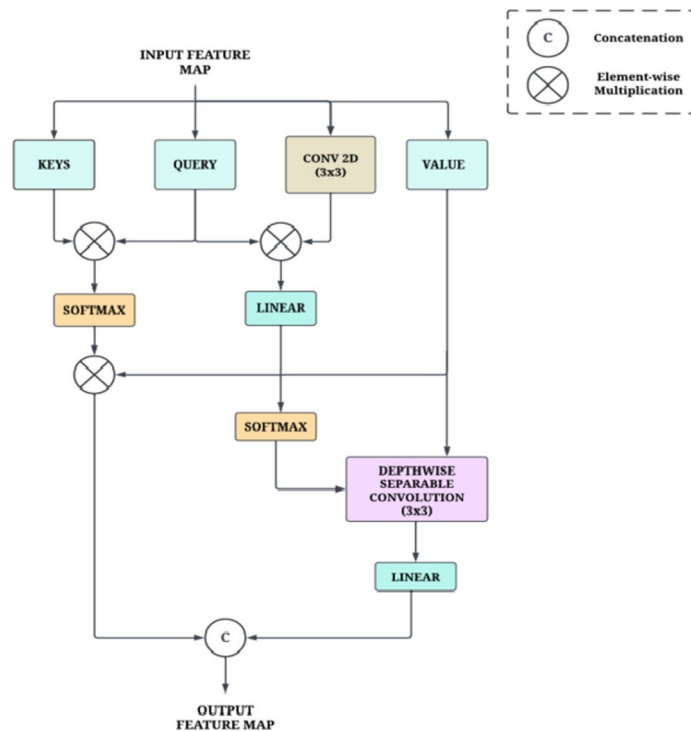 C
Concatenation
Element-wise
Multiplication
INPUT FEATURE
MAP
KEYS
QUERY
CONV 2D
(3x3)
VALUE
SOFTMAX
LINEAR
SOFTMAX
DEPTHWISE
SEPARABLE
CONVOLUTION
(3x3)
LINEAR
C
OUTPUT
FEATURE MAP